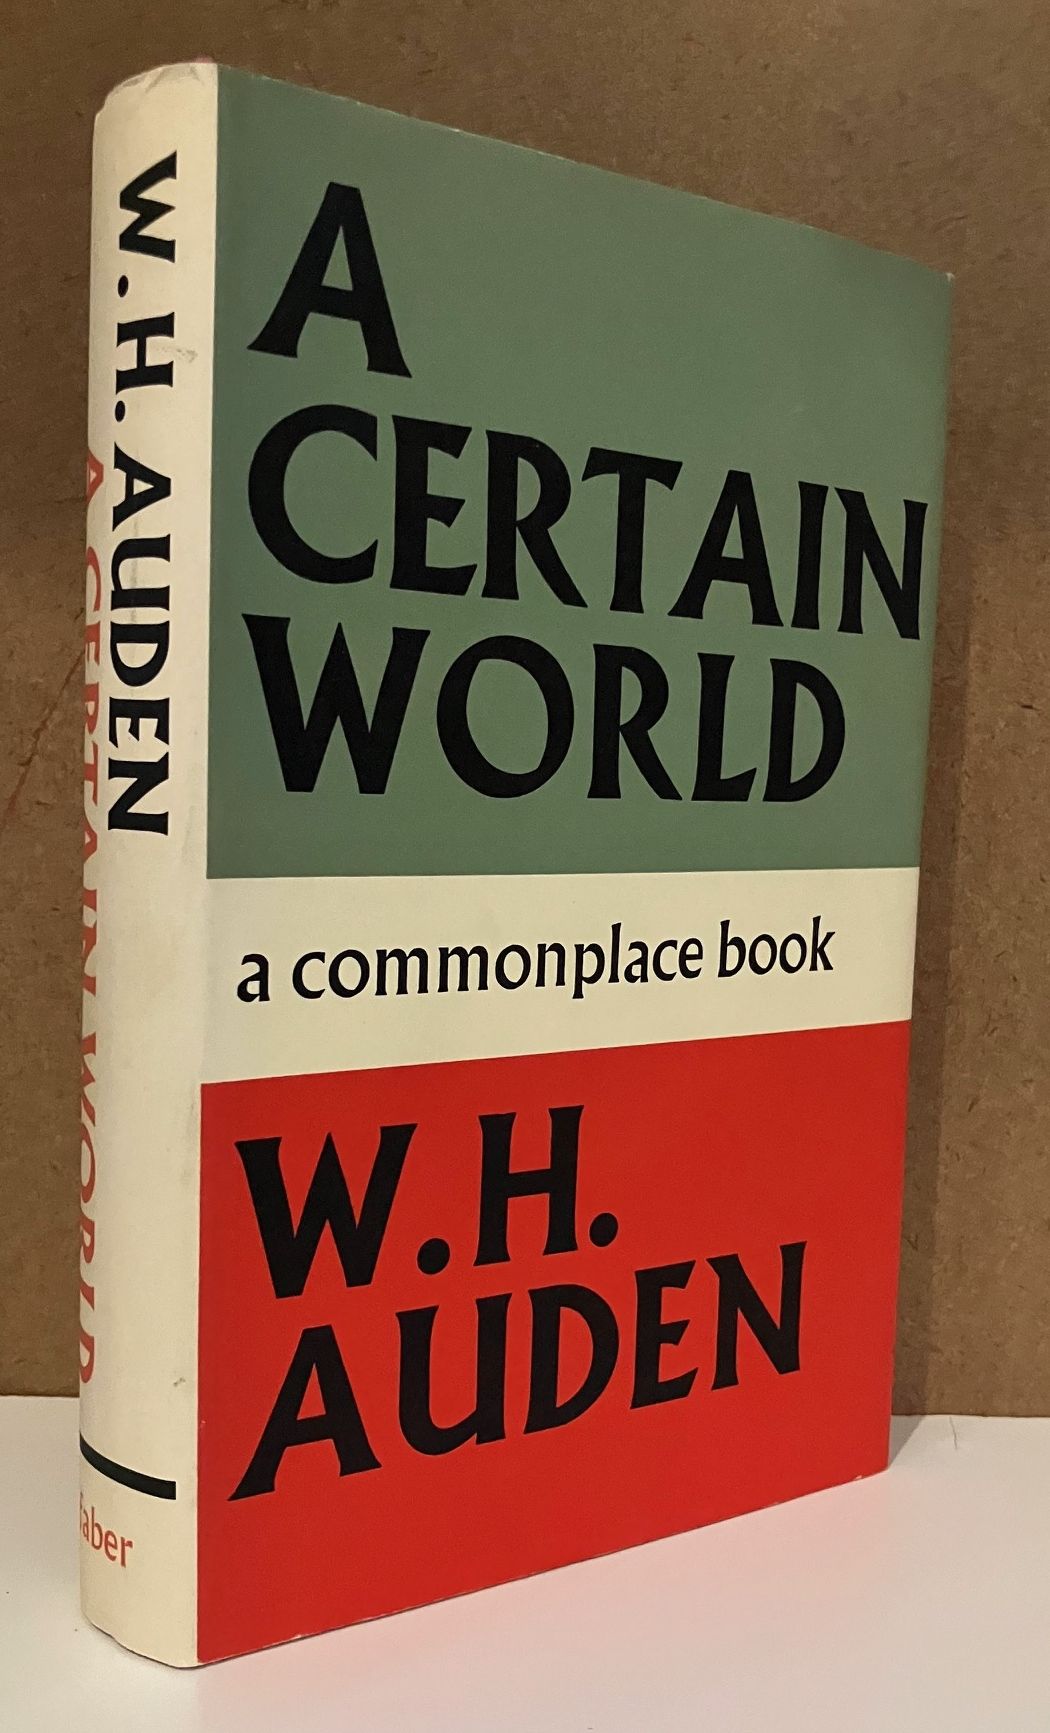 W. H. AUDEN
A CERTAIN WORLD
Faber
A
CERTAIN
WORLD
a commonplace book
W. H.
AUDEN